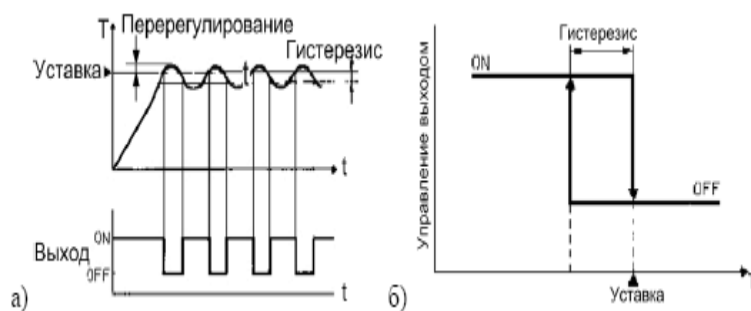 T
Перерегулирование
Гистерезис
Уставка
t
t
Выход
ON
OFF
t
а)
Управление выходом
Гистерезис
ON
OFF
Уставка
T
б)